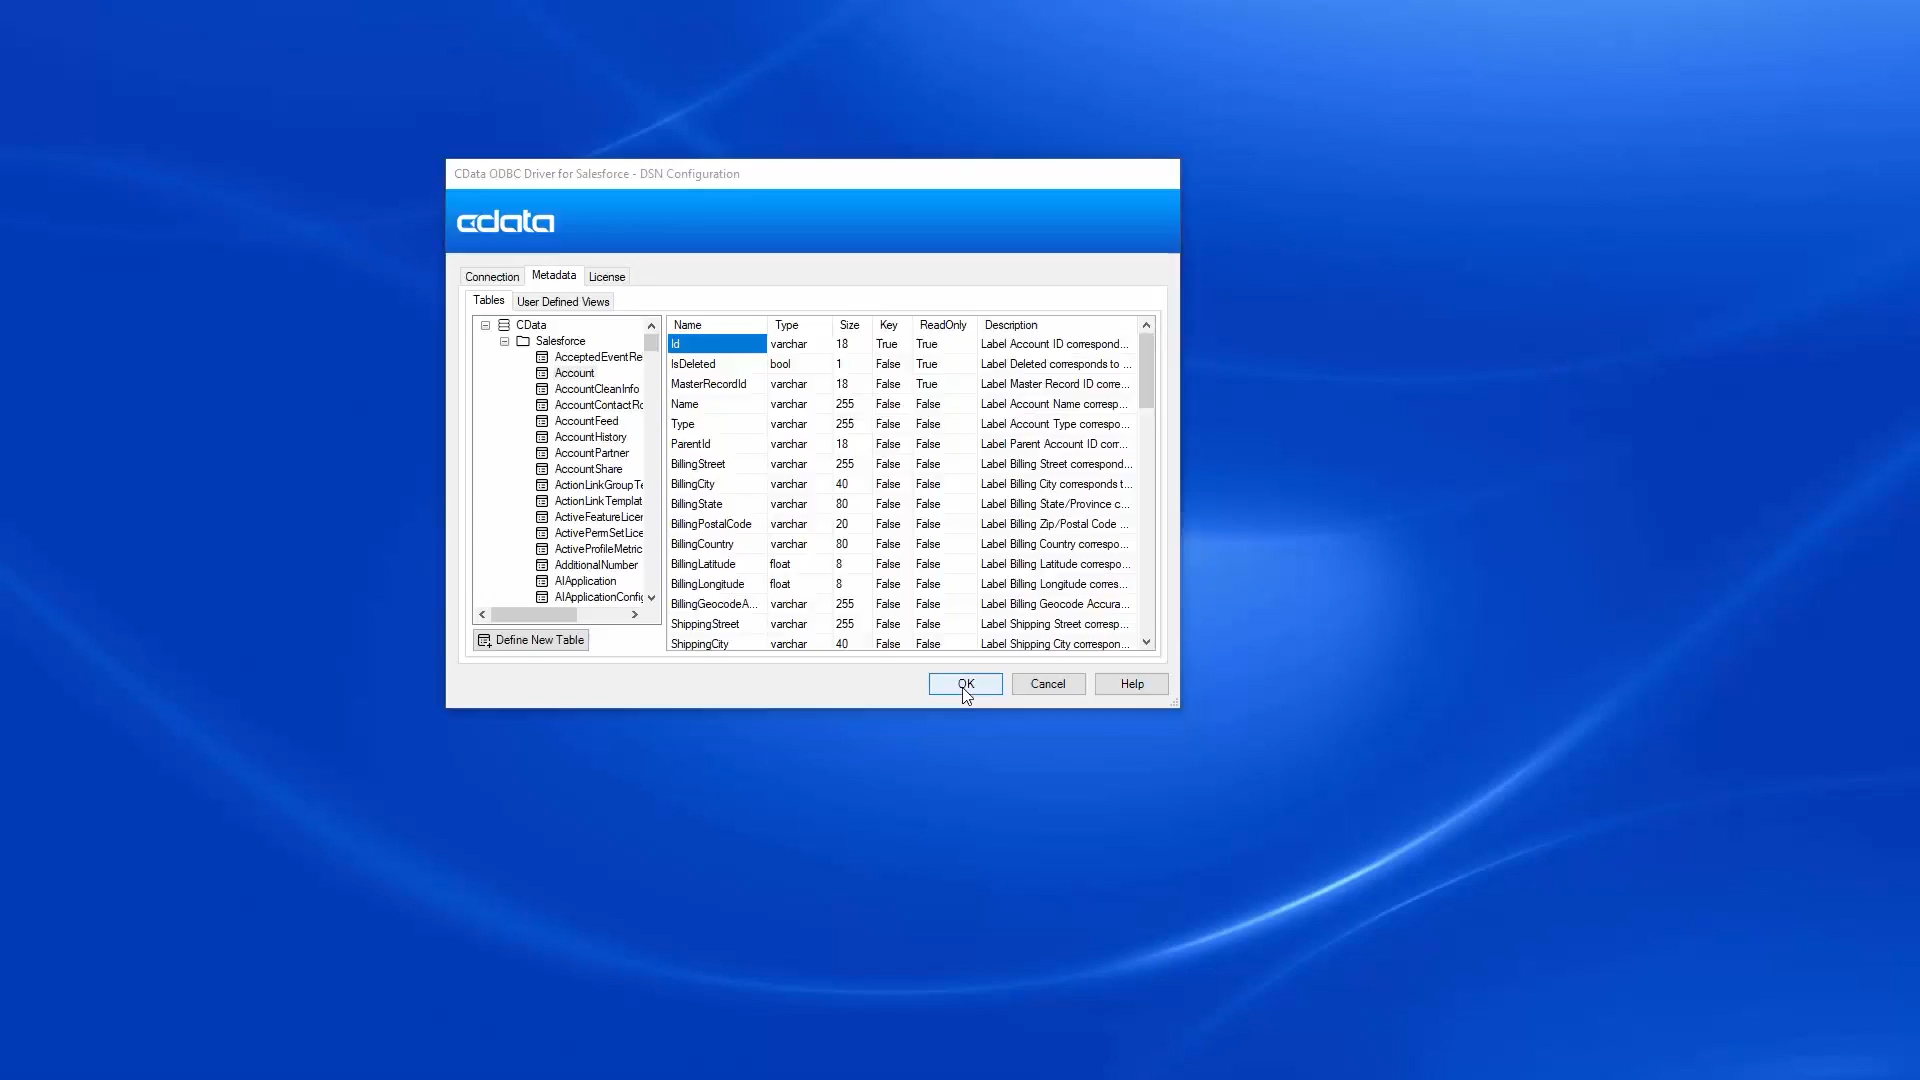 CData ODBC Driver for Salesforce - DSN Configuration
cdata
Connection Metadata License
Tables User Defined Views
CData
Salesforce
AcceptedEventRe
Account
AccountCleanInfo
AccountContactRo
AccountFeed
AccountHistory
AccountPartner
AccountShare
ActionLinkGroupTe
ActionLinkTemplat
ActiveFeatureLicen
ActivePermSetLice
ActiveProfileMetric
AdditionalNumber
AIApplication
AIApplicationConfig
Define New Table
Name Type Size Key ReadOnly Description
Id varchar 18 True True Label Account ID correspond...
IsDeleted bool 1 False True Label Deleted corresponds to ...
MasterRecordId varchar 18 False True Label Master Record ID corre...
Name varchar 255 False False Label Account Name corresp...
Type varchar 255 False False Label Account Type correspo...
ParentId varchar 18 False False Label Parent Account ID corr...
BillingStreet varchar 255 False False Label Billing Street correspond...
BillingCity varchar 40 False False Label Billing City corresponds t...
BillingState varchar 80 False False Label Billing State/Province c...
BillingPostalCode varchar 20 False False Label Billing Zip/Postal Code ...
BillingCountry varchar 80 False False Label Billing Country correspo...
BillingLatitude float 8 False False Label Billing Latitude correspo...
BillingLongitude float 8 False False Label Billing Longitude corres...
BillingGeocodeA... varchar 255 False False Label Billing Geocode Accura...
ShippingStreet varchar 255 False False Label Shipping Street corresp...
ShippingCity varchar 40 False False Label Shipping City correspon...
OK Cancel Help